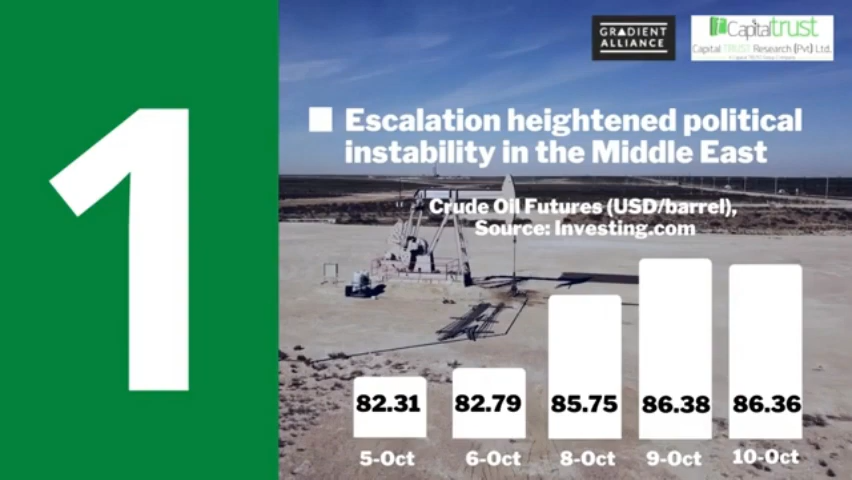 1
GRADIENT
ALLIANCE
Capitaltrust
Capital TRUST Research (Pvt) Ltd.
Escalation heightened political
instability in the Middle East
Crude Oil Futures (USD/barrel),
Source: Investing.com
82.31 82.79 85.75 86.38 86.36
5-Oct 6-Oct 8-Oct 9-Oct 10-Oct